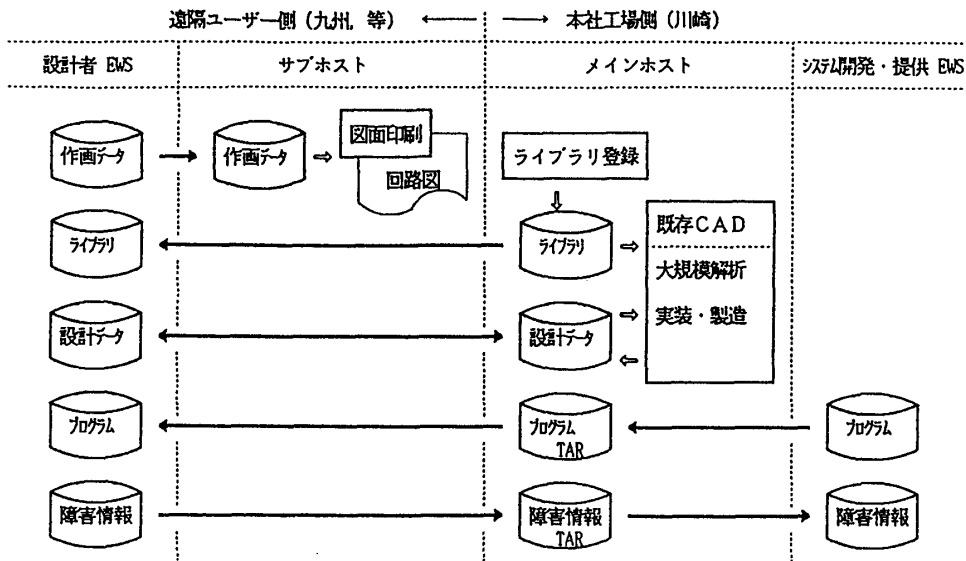 遠隔ユーザー側（九州，等） ←── ──→ 本社工場側（川崎）
設計者 EWS サブホスト メインホスト システム開発・提供 EWS
作画データ 作画データ 図面印刷
回路図
ライブラリ登録
ライブラリ ライブラリ
既存CAD
大規模解析
実装・製造
設計データ 設計データ
プログラム プログラム プログラム
TAR
障害情報 障害情報 障害情報
TAR